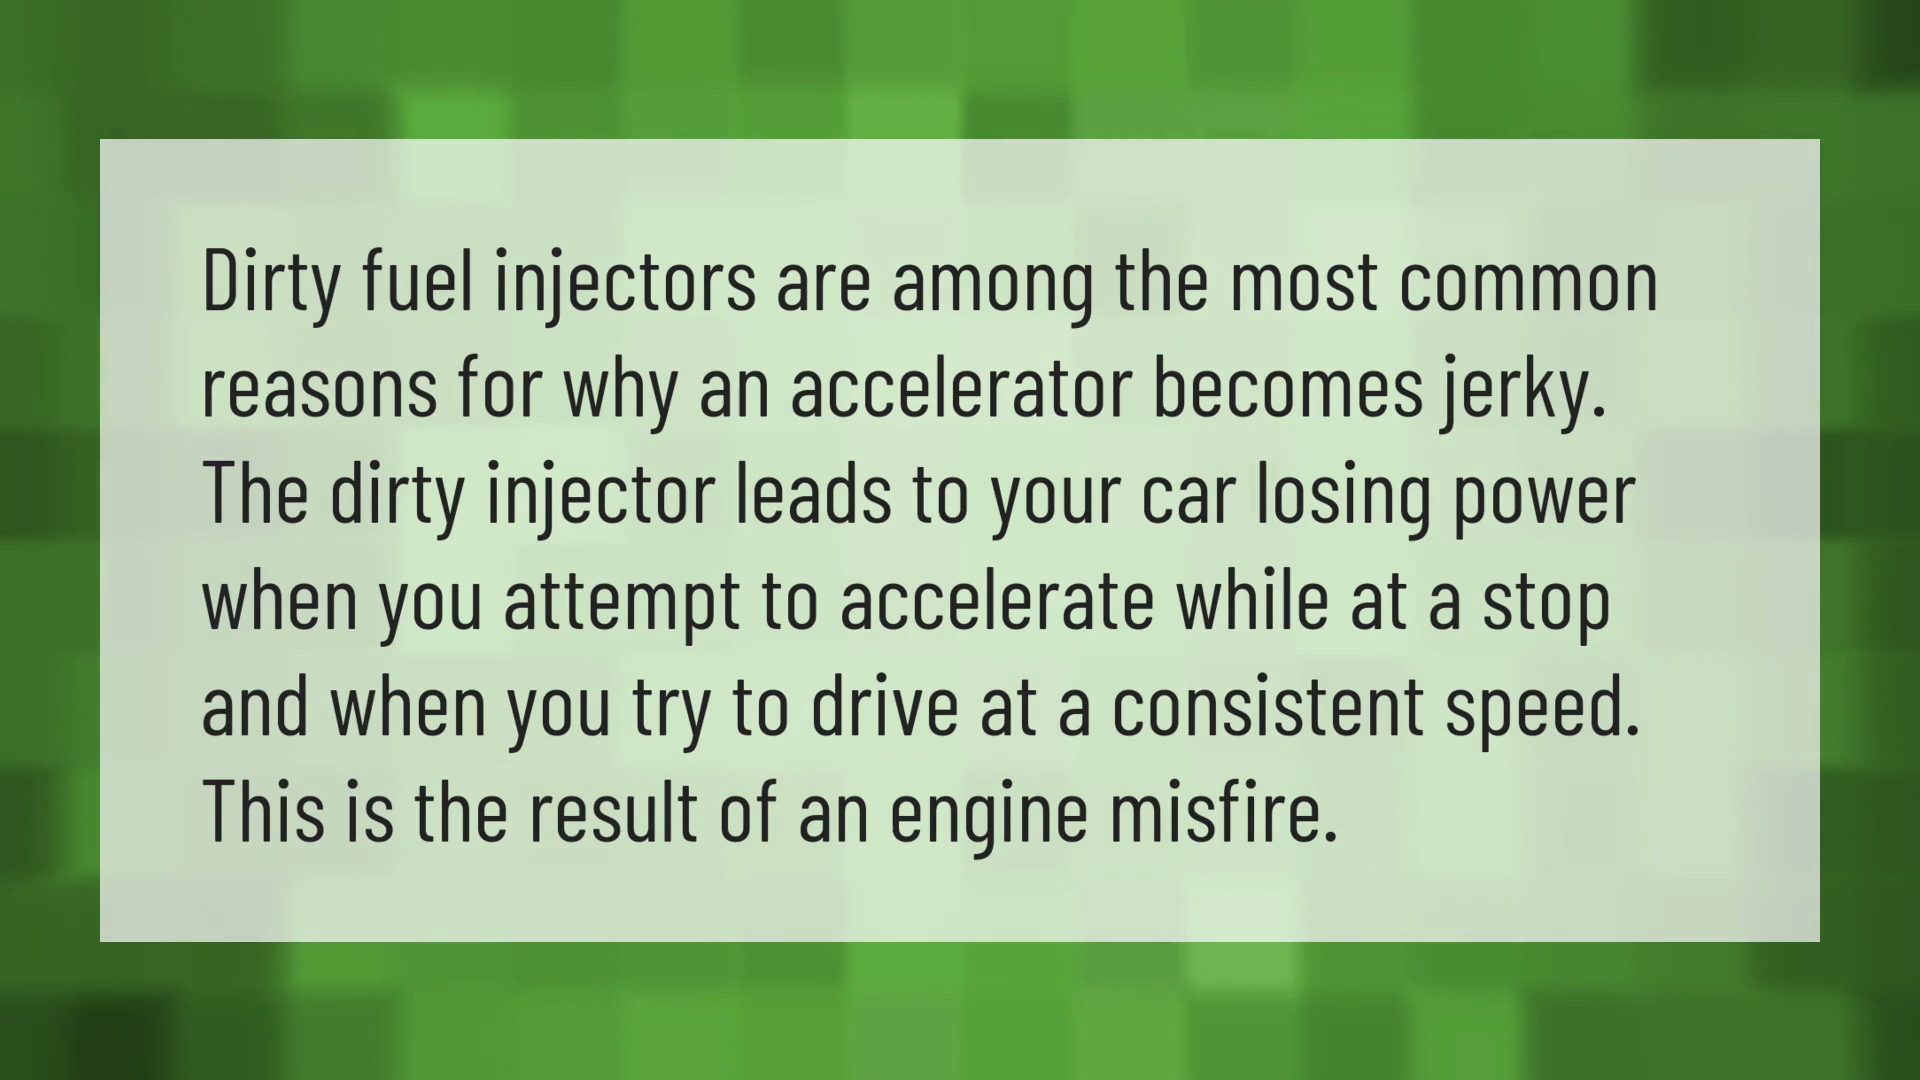 Dirty fuel injectors are among the most common
reasons for why an accelerator becomes jerky.
The dirty injector leads to your car losing power
when you attempt to accelerate while at a stop
and when you try to drive at a consistent speed.
This is the result of an engine misfire.